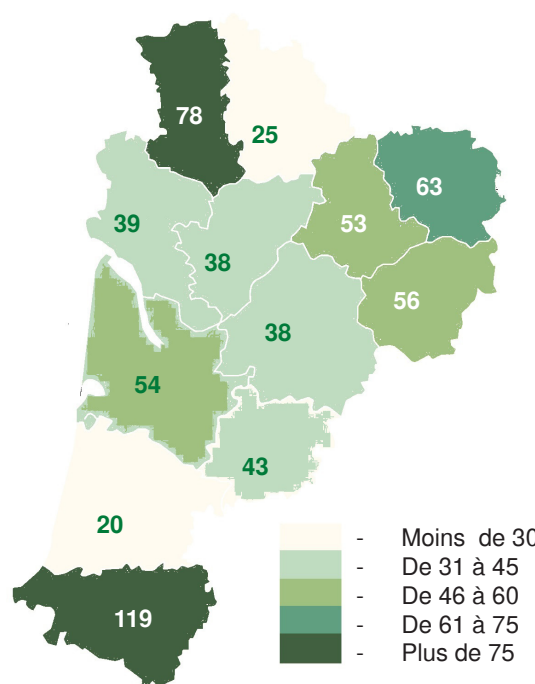 78
25
63
39
53
38
56
38
54
43
20
119
- Moins de 30
- De 31 à 45
- De 46 à 60
- De 61 à 75
- Plus de 75